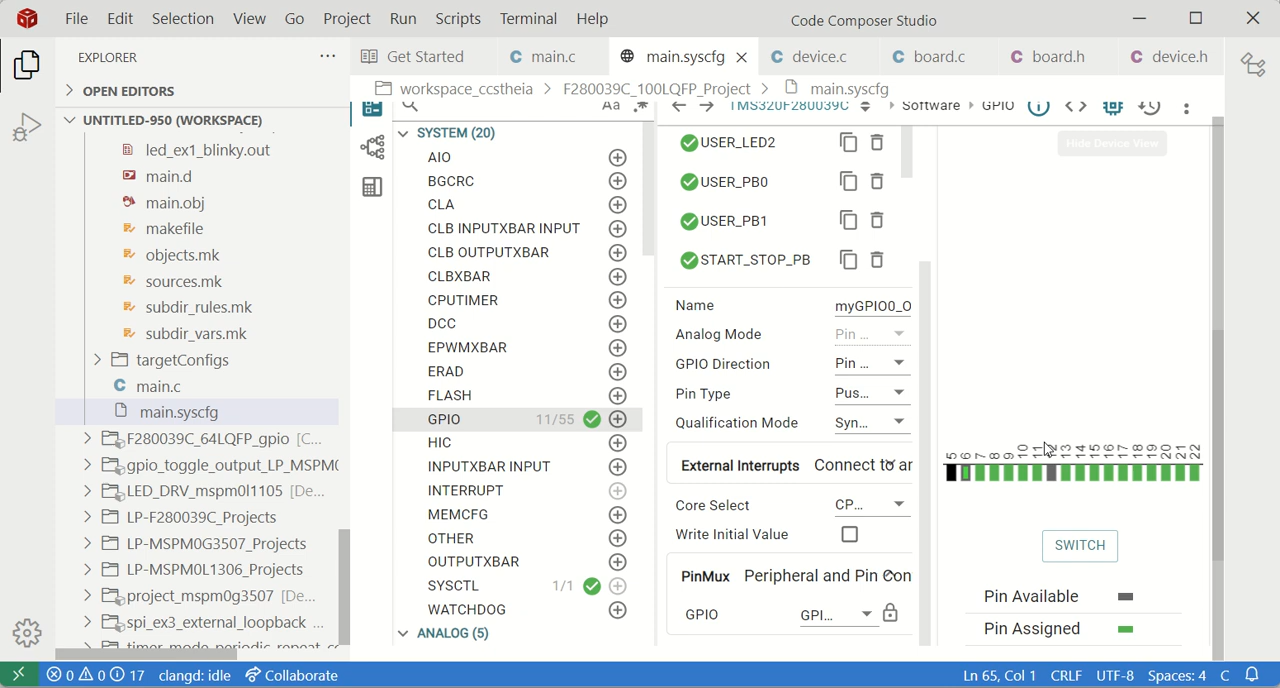 File Edit Selection View Go Project Run Scripts Terminal Help
Code Composer Studio
EXPLORER
OPEN EDITORS
UNTITLED-950 (WORKSPACE)
led_ex1_blinky.out
main.d
main.obj
makefile
objects.mk
sources.mk
subdir_rules.mk
subdir_vars.mk
targetConfigs
main.c
main.syscfg
F280039C_64LQFP_gpio [C...
gpio_toggle_output_LP_MSPM(
LED_DRV_mspm0l1105 [De...
LP-F280039C_Projects
LP-MSPM0G3507_Projects
LP-MSPM0L1306_Projects
project_mspm0g3507 [De...
spi_ex3_external_loopback ...
timer_mode_periodic_repeat_cc
Get Started
main.c
main.syscfg
device.c
board.c
board.h
device.h
workspace_ccstheia > F280039C_100LQFP_Project > main.syscfg
Aa
TMS320F280039C
Software GPIO
SYSTEM (20)
AIO
BGCRC
CLA
CLB INPUTXBAR INPUT
CLB OUTPUTXBAR
CLBXBAR
CPUTIMER
DCC
EPWMXBAR
ERAD
FLASH
GPIO 11/55
HIC
INPUTXBAR INPUT
INTERRUPT
MEMCFG
OTHER
OUTPUTXBAR
SYSCTL 1/1
WATCHDOG
ANALOG (5)
USER_LED2
USER_PB0
USER_PB1
START_STOP_PB
Name myGPIO0_O
Analog Mode Pin ...
GPIO Direction Pin ...
Pin Type Pus...
Qualification Mode Syn...
External Interrupts Connect to an
Core Select CP...
Write Initial Value
PinMux Peripheral and Pin Con
GPIO GPI...
Hide Device View
5 6 7 8 9 10 11 12 13 14 15 16 17 18 19 20 21 22
SWITCH
Pin Available
Pin Assigned
0 0 17 clangd: idle Collaborate
Ln 65, Col 1 CRLF UTF-8 Spaces: 4 C